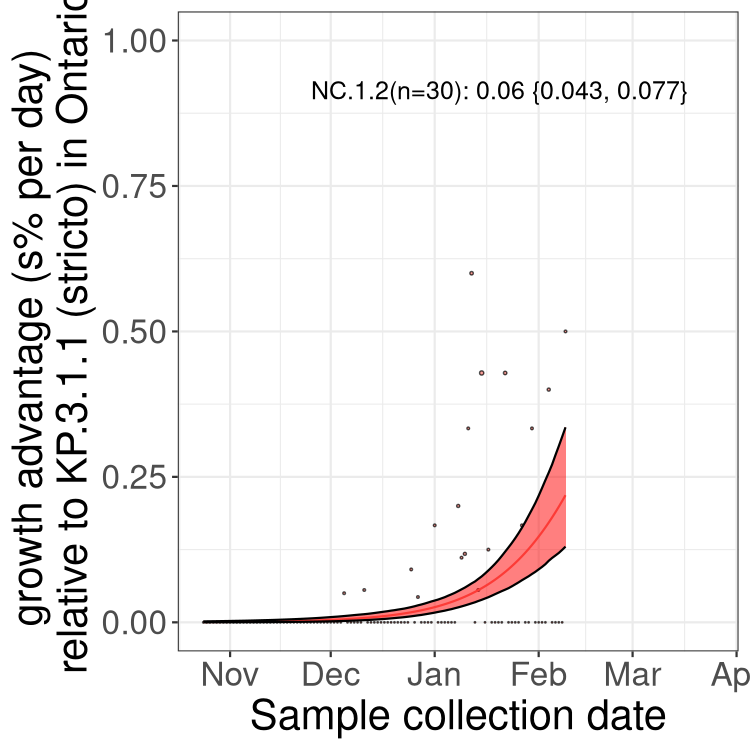 growth advantage (s% per day)
relative to KP.3.1.1 (stricto) in Ontario
1.00
0.75
0.50
0.25
0.00
NC.1.2(n=30): 0.06 {0.043, 0.077}
Nov Dec Jan Feb Mar Ap
Sample collection date